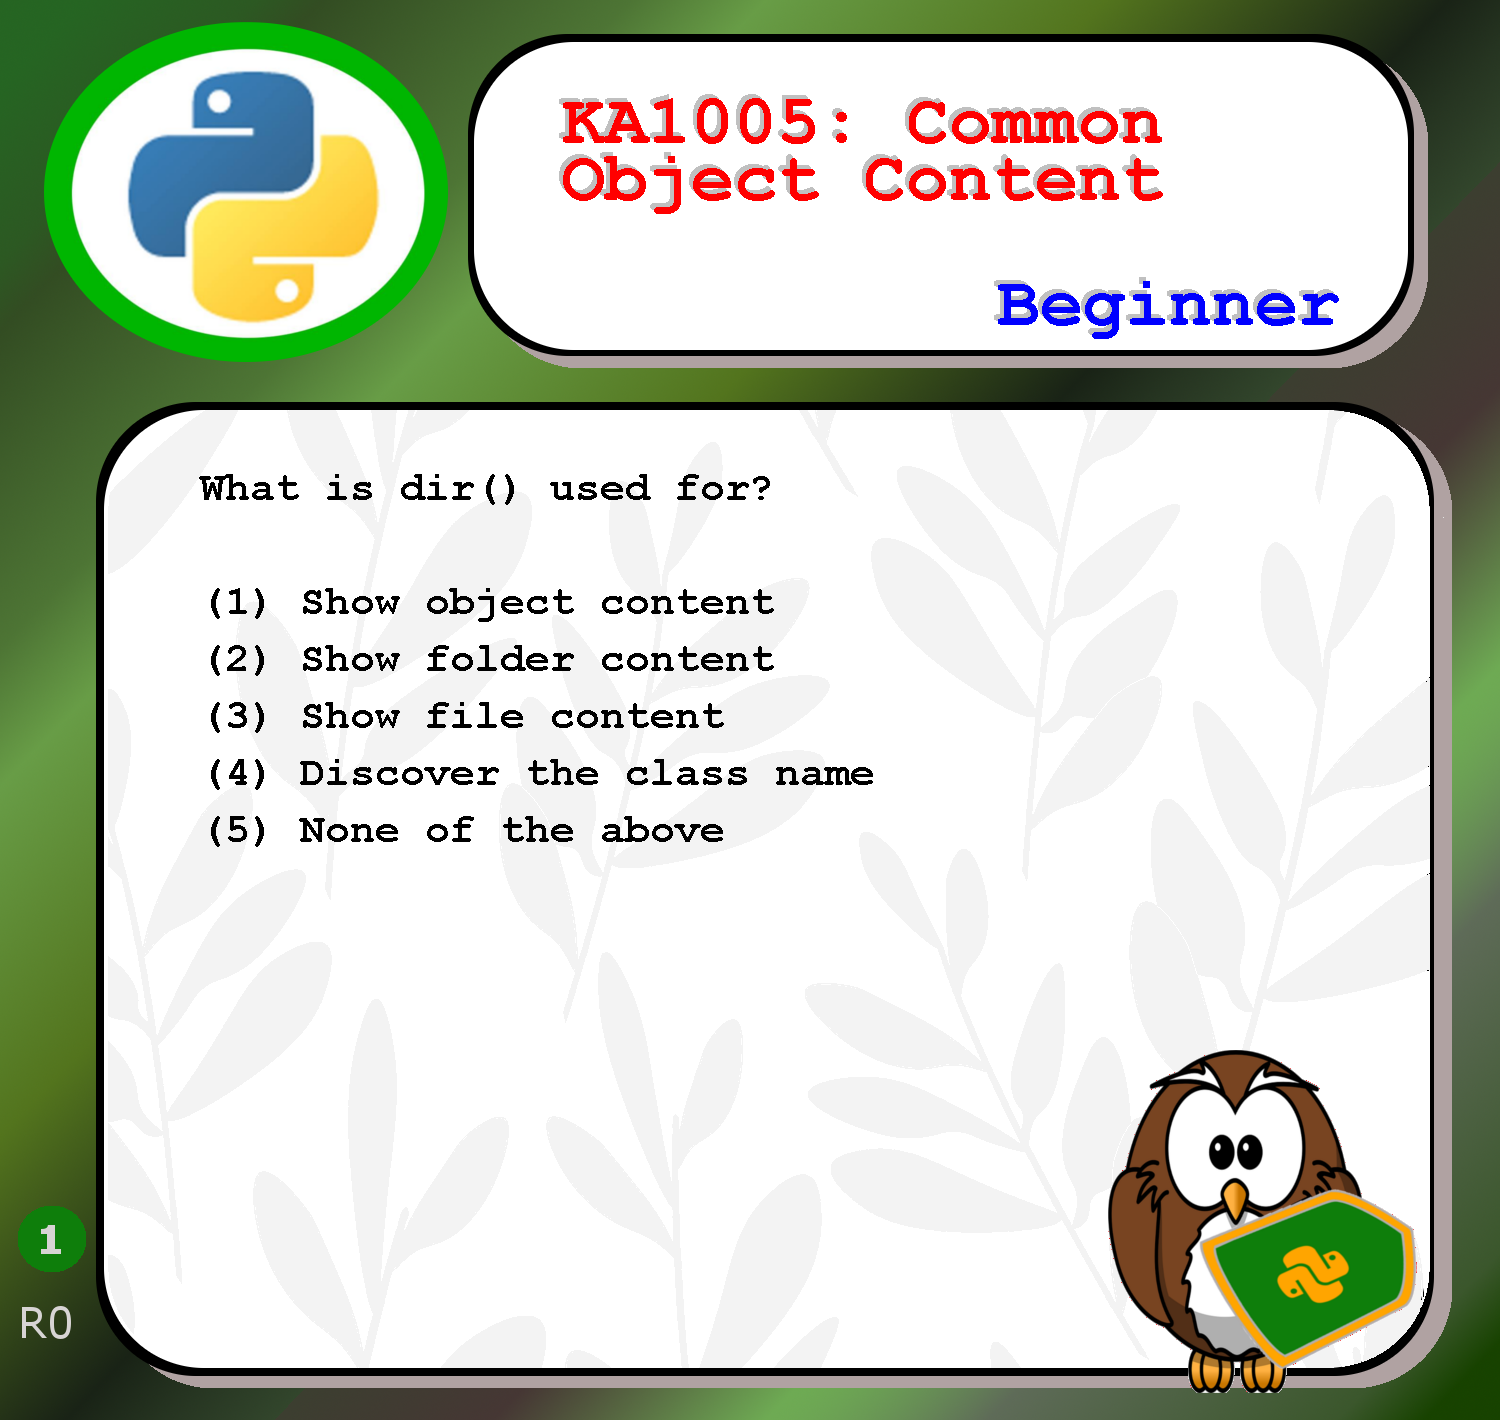 KA1005: Common
Object Content
Beginner
What is dir() used for?
(1) Show object content
(2) Show folder content
(3) Show file content
(4) Discover the class name
(5) None of the above
1
R0